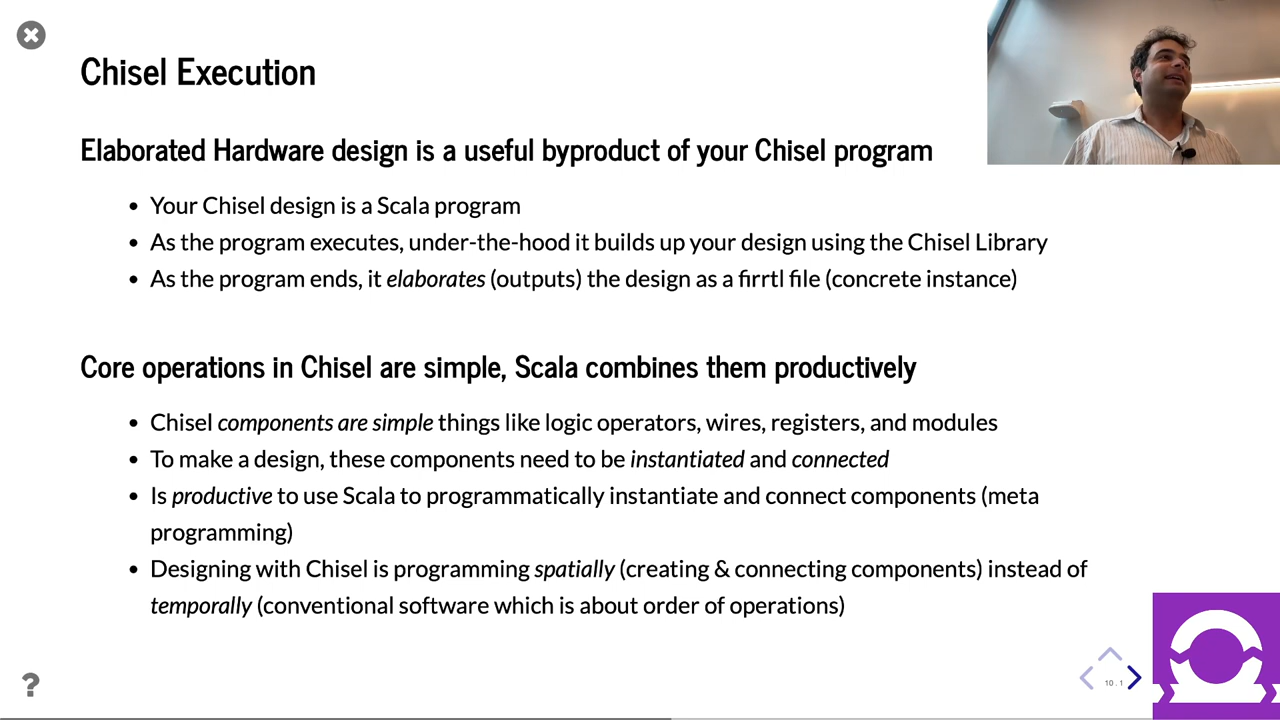 Chisel Execution
Elaborated Hardware design is a useful byproduct of your Chisel program
• Your Chisel design is a Scala program
• As the program executes, under-the-hood it builds up your design using the Chisel Library
• As the program ends, it elaborates (outputs) the design as a firrtl file (concrete instance)
Core operations in Chisel are simple, Scala combines them productively
• Chisel components are simple things like logic operators, wires, registers, and modules
• To make a design, these components need to be instantiated and connected
• Is productive to use Scala to programmatically instantiate and connect components (meta
programming)
• Designing with Chisel is programming spatially (creating & connecting components) instead of
temporally (conventional software which is about order of operations)
?
10 . 1